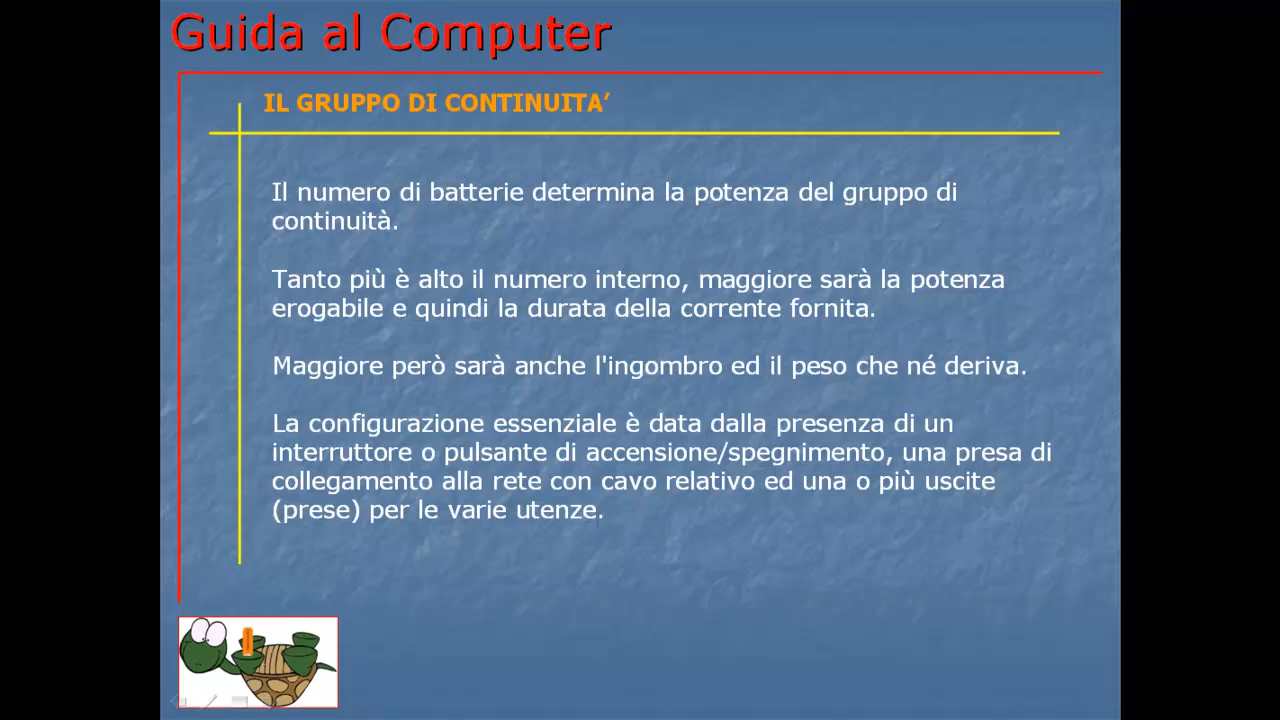 Guida al Computer
IL GRUPPO DI CONTINUITA’
Il numero di batterie determina la potenza del gruppo di
continuità.
Tanto più è alto il numero interno, maggiore sarà la potenza
erogabile e quindi la durata della corrente fornita.
Maggiore però sarà anche l'ingombro ed il peso che né deriva.
La configurazione essenziale è data dalla presenza di un
interruttore o pulsante di accensione/spegnimento, una presa di
collegamento alla rete con cavo relativo ed una o più uscite
(prese) per le varie utenze.